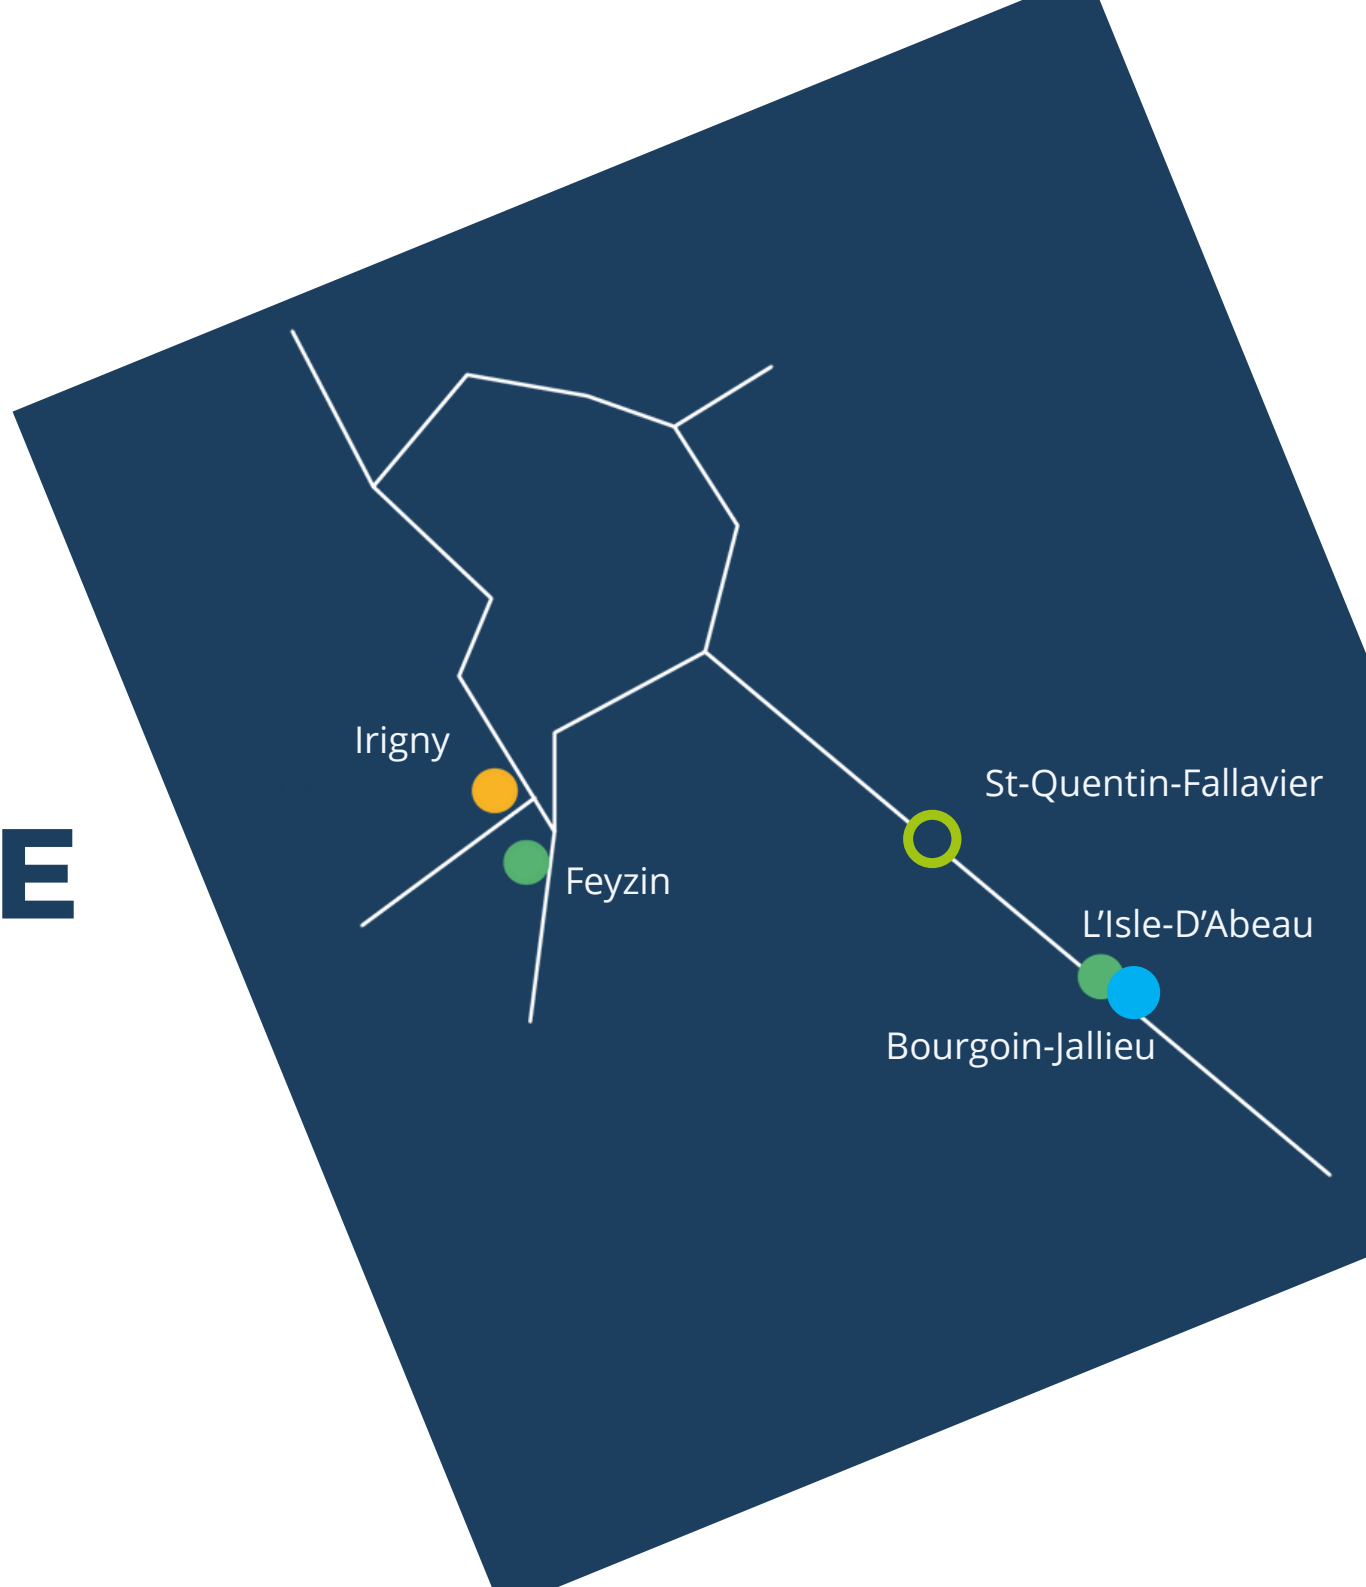 Irigny
St-Quentin-Fallavier
E
Feyzin
L’Isle-D’Abeau
Bourgoin-Jallieu